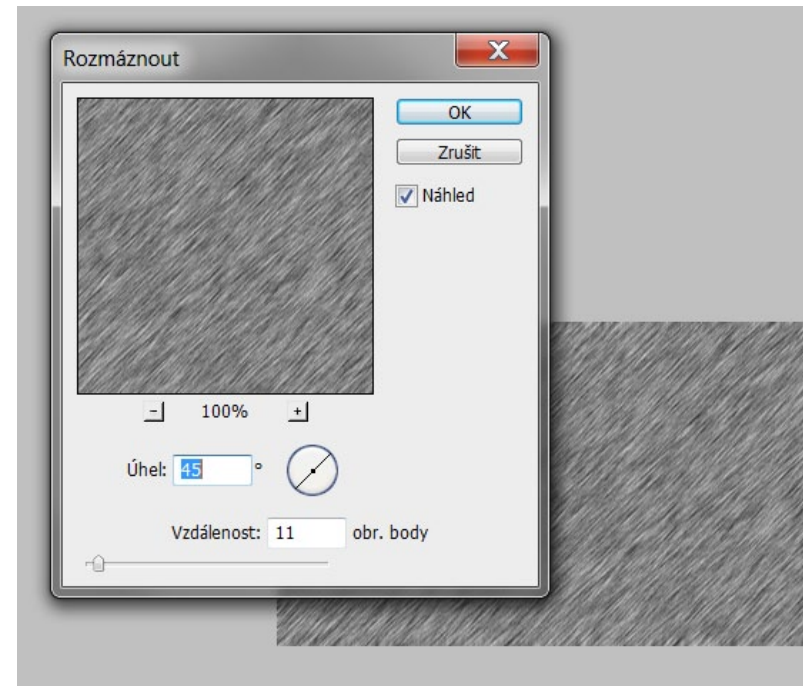 Rozmáznout
OK
Zrušit
Náhled
- 100% +
Úhel: 45 °
Vzdálenost: 11 obr. body